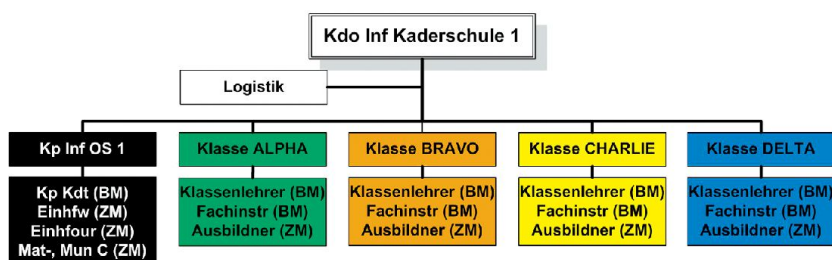 Kdo Inf Kaderschule 1
Logistik
Kp Inf OS 1
Kp Kdt (BM)
Einhfw (ZM)
Einhfour (ZM)
Mat-, Mun C (ZM)
Klasse ALPHA
Klassenlehrer (BM)
Fachinstr (BM)
Ausbildner (ZM)
Klasse BRAVO
Klassenlehrer (BM)
Fachinstr (BM)
Ausbildner (ZM)
Klasse CHARLIE
Klassenlehrer (BM)
Fachinstr (BM)
Ausbildner (ZM)
Klasse DELTA
Klassenlehrer (BM)
Fachinstr (BM)
Ausbildner (ZM)